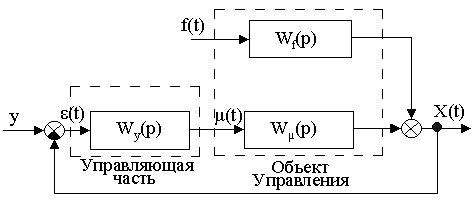 f(t)
W_f(p)
y
ε(t)
W_y(p)
μ(t)
W_μ(p)
X(t)
Управляющая
часть
Объект
Управления